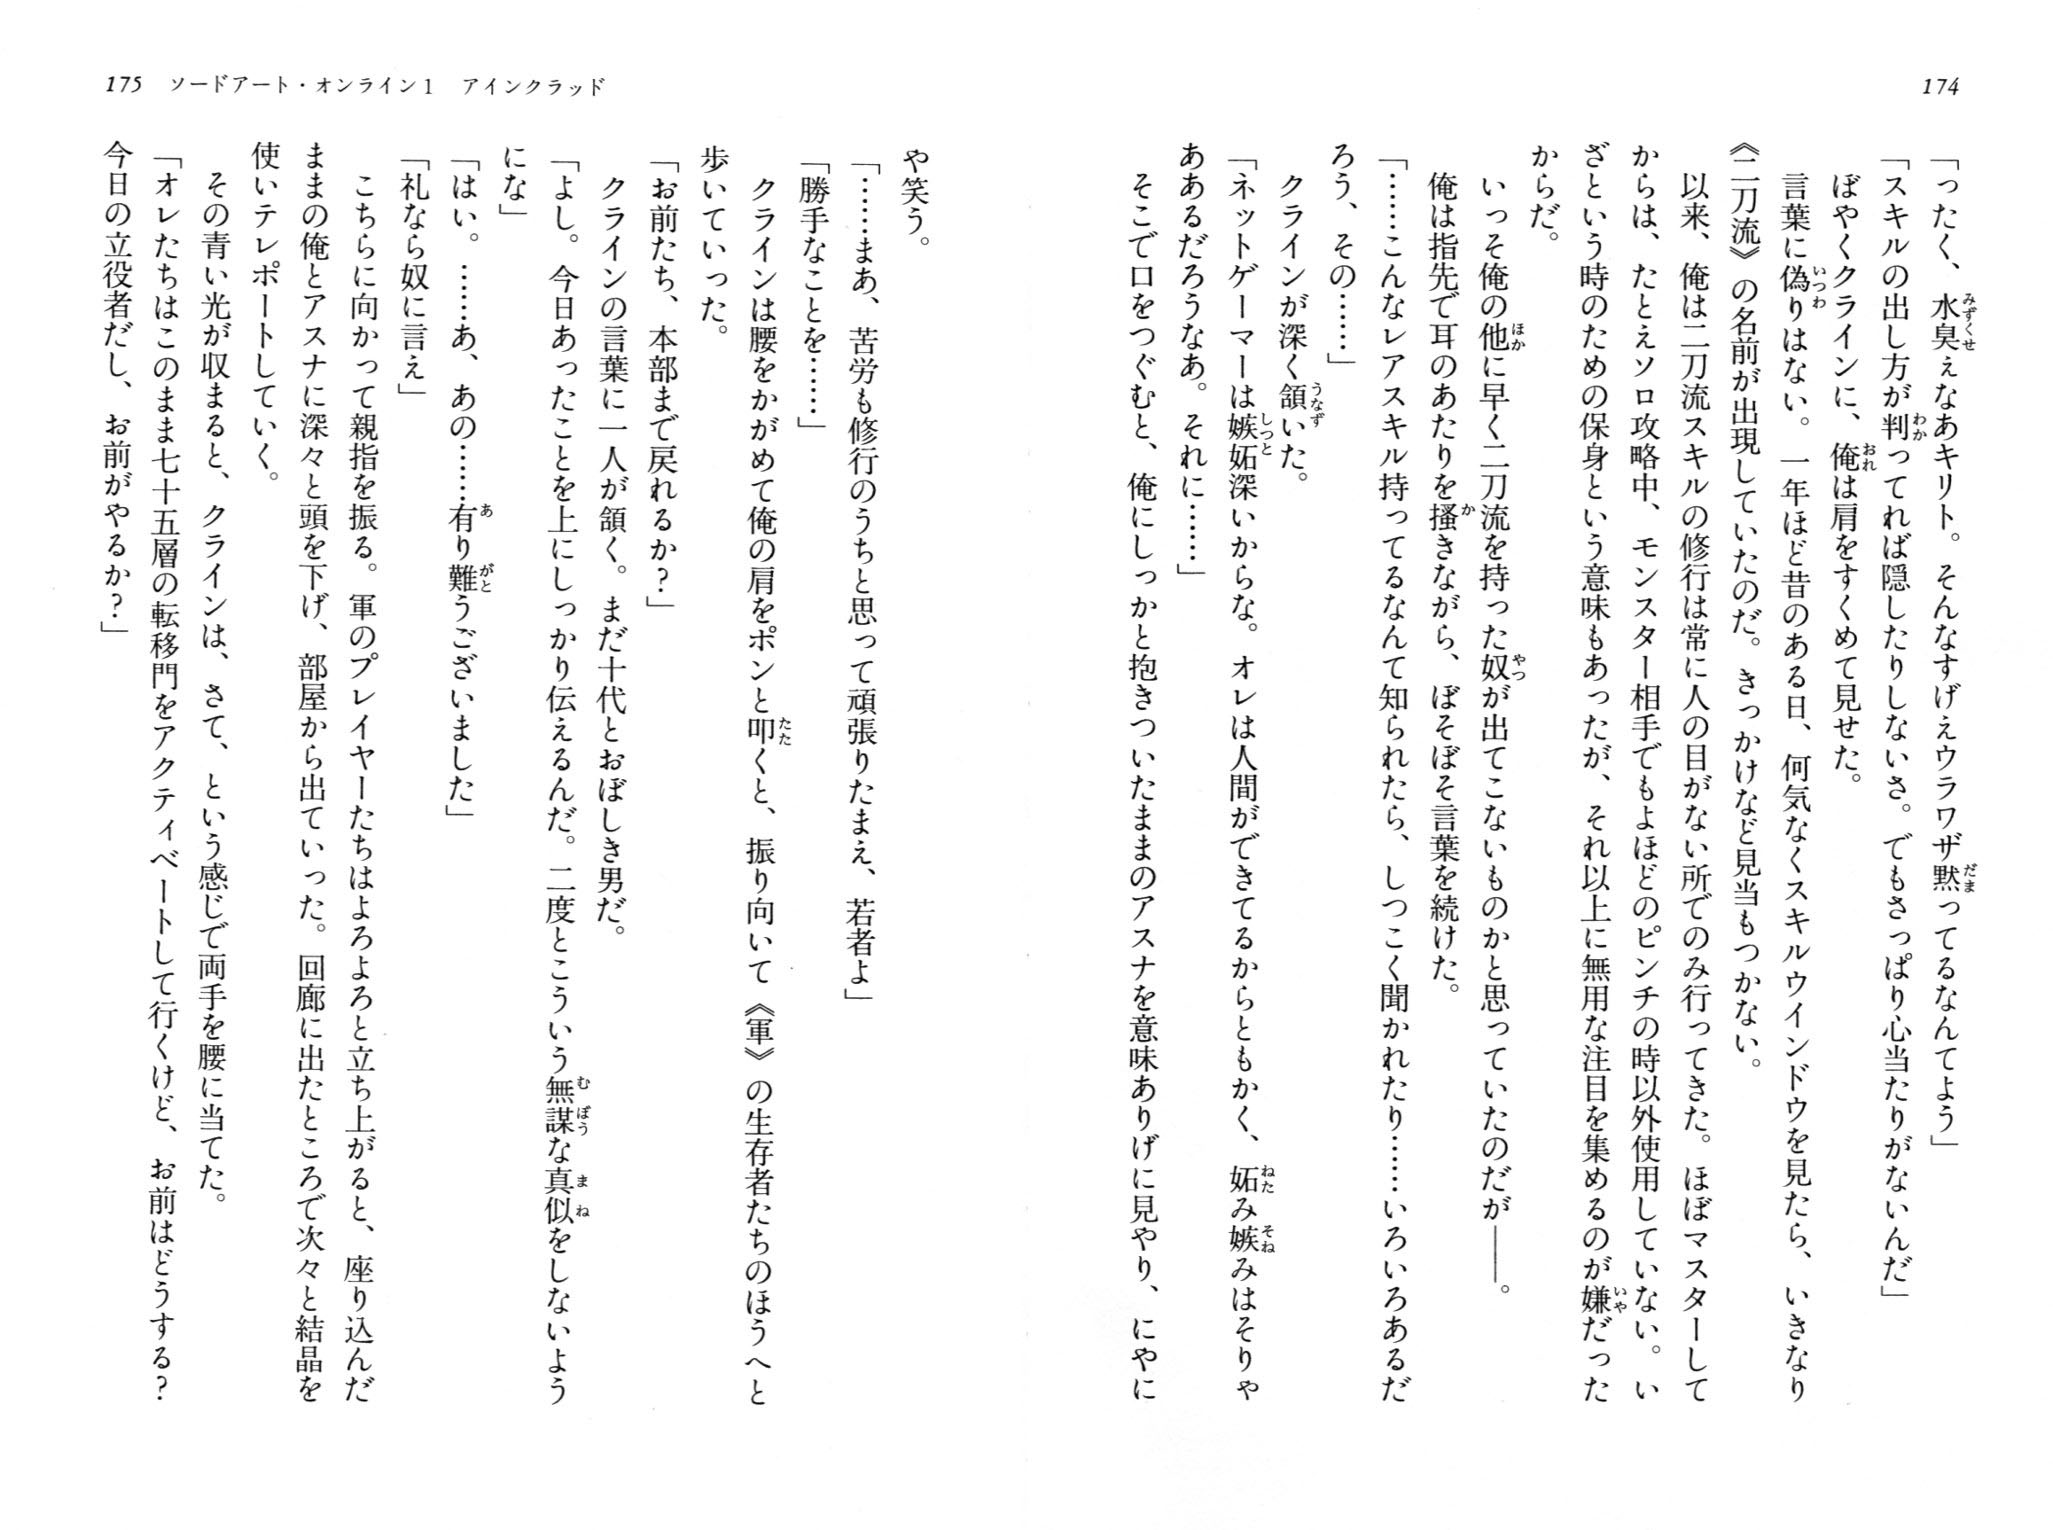 174
「ったく、水臭ぇなあキリト。そんなすげえウラワザ黙ってるなんてよう」
「スキルの出し方が判ってれば隠したりしないさ。でもさっぱり心当たりがないんだ」
ぼやくクラインに、俺は肩をすくめて見せた。
言葉に偽りはない。一年ほど昔のある日、何気なくスキルウインドウを見たら、いきなり
《二刀流》の名前が出現していたのだ。きっかけなど見当もつかない。
以来、俺は二刀流スキルの修行は常に人の目がない所でのみ行ってきた。ほぼマスターして
からは、たとえソロ攻略中、モンスター相手でもよほどのピンチの時以外使用していない。い
ざという時のための保身という意味もあったが、それ以上に無用な注目を集めるのが嫌だった
からだ。
いっそ俺の他に早く二刀流を持った奴が出てこないものかと思っていたのだが――。
俺は指先で耳のあたりを掻きながら、ぼそぼそ言葉を続けた。
「……こんなレアスキル持ってるなんて知られたら、しつこく聞かれたり……いろいろあるだ
ろう、その……」
クラインが深く頷いた。
「ネットゲーマーは嫉妬深いからな。オレは人間ができてるからともかく、妬み嫉みはそりゃ
ああるだろうなあ。それに……」
そこで口をつぐむと、俺にしっかと抱きついたままのアスナを意味ありげに見やり、にやに
175 ソードアート・オンライン1 アインクラッド
や笑う。
「……まあ、苦労も修行のうちと思って頑張りたまえ、若者よ」
「勝手なことを……」
クラインは腰をかがめて俺の肩をポンと叩くと、振り向いて《軍》の生存者たちのほうへと
歩いていった。
「お前たち、本部まで戻れるか?」
クラインの言葉に一人が頷く。まだ十代とおぼしき男だ。
「よし。今日あったことを上にしっかり伝えるんだ。二度とこういう無謀な真似をしないよう
にな」
「はい。……あ、あの……有り難うございました」
「礼なら奴に言え」
こちらに向かって親指を振る。軍のプレイヤーたちはよろよろと立ち上がると、座り込んだ
ままの俺とアスナに深々と頭を下げ、部屋から出ていった。回廊に出たところで次々と結晶を
使いテレポートしていく。
その青い光が収まると、クラインは、さて、という感じで両手を腰に当てた。
「オレたちはこのまま七十五層の転移門をアクティベートして行くけど、お前はどうする?
今日の立役者だし、お前がやるか?」